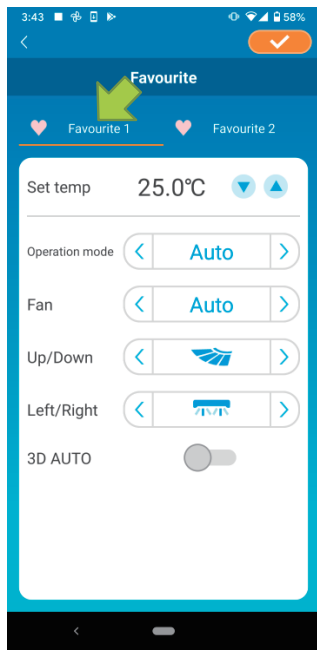 3:43 58%
Favourite
Favourite 1 Favourite 2
Set temp 25.0°C
Operation mode Auto
Fan Auto
Up/Down
Left/Right
3D AUTO